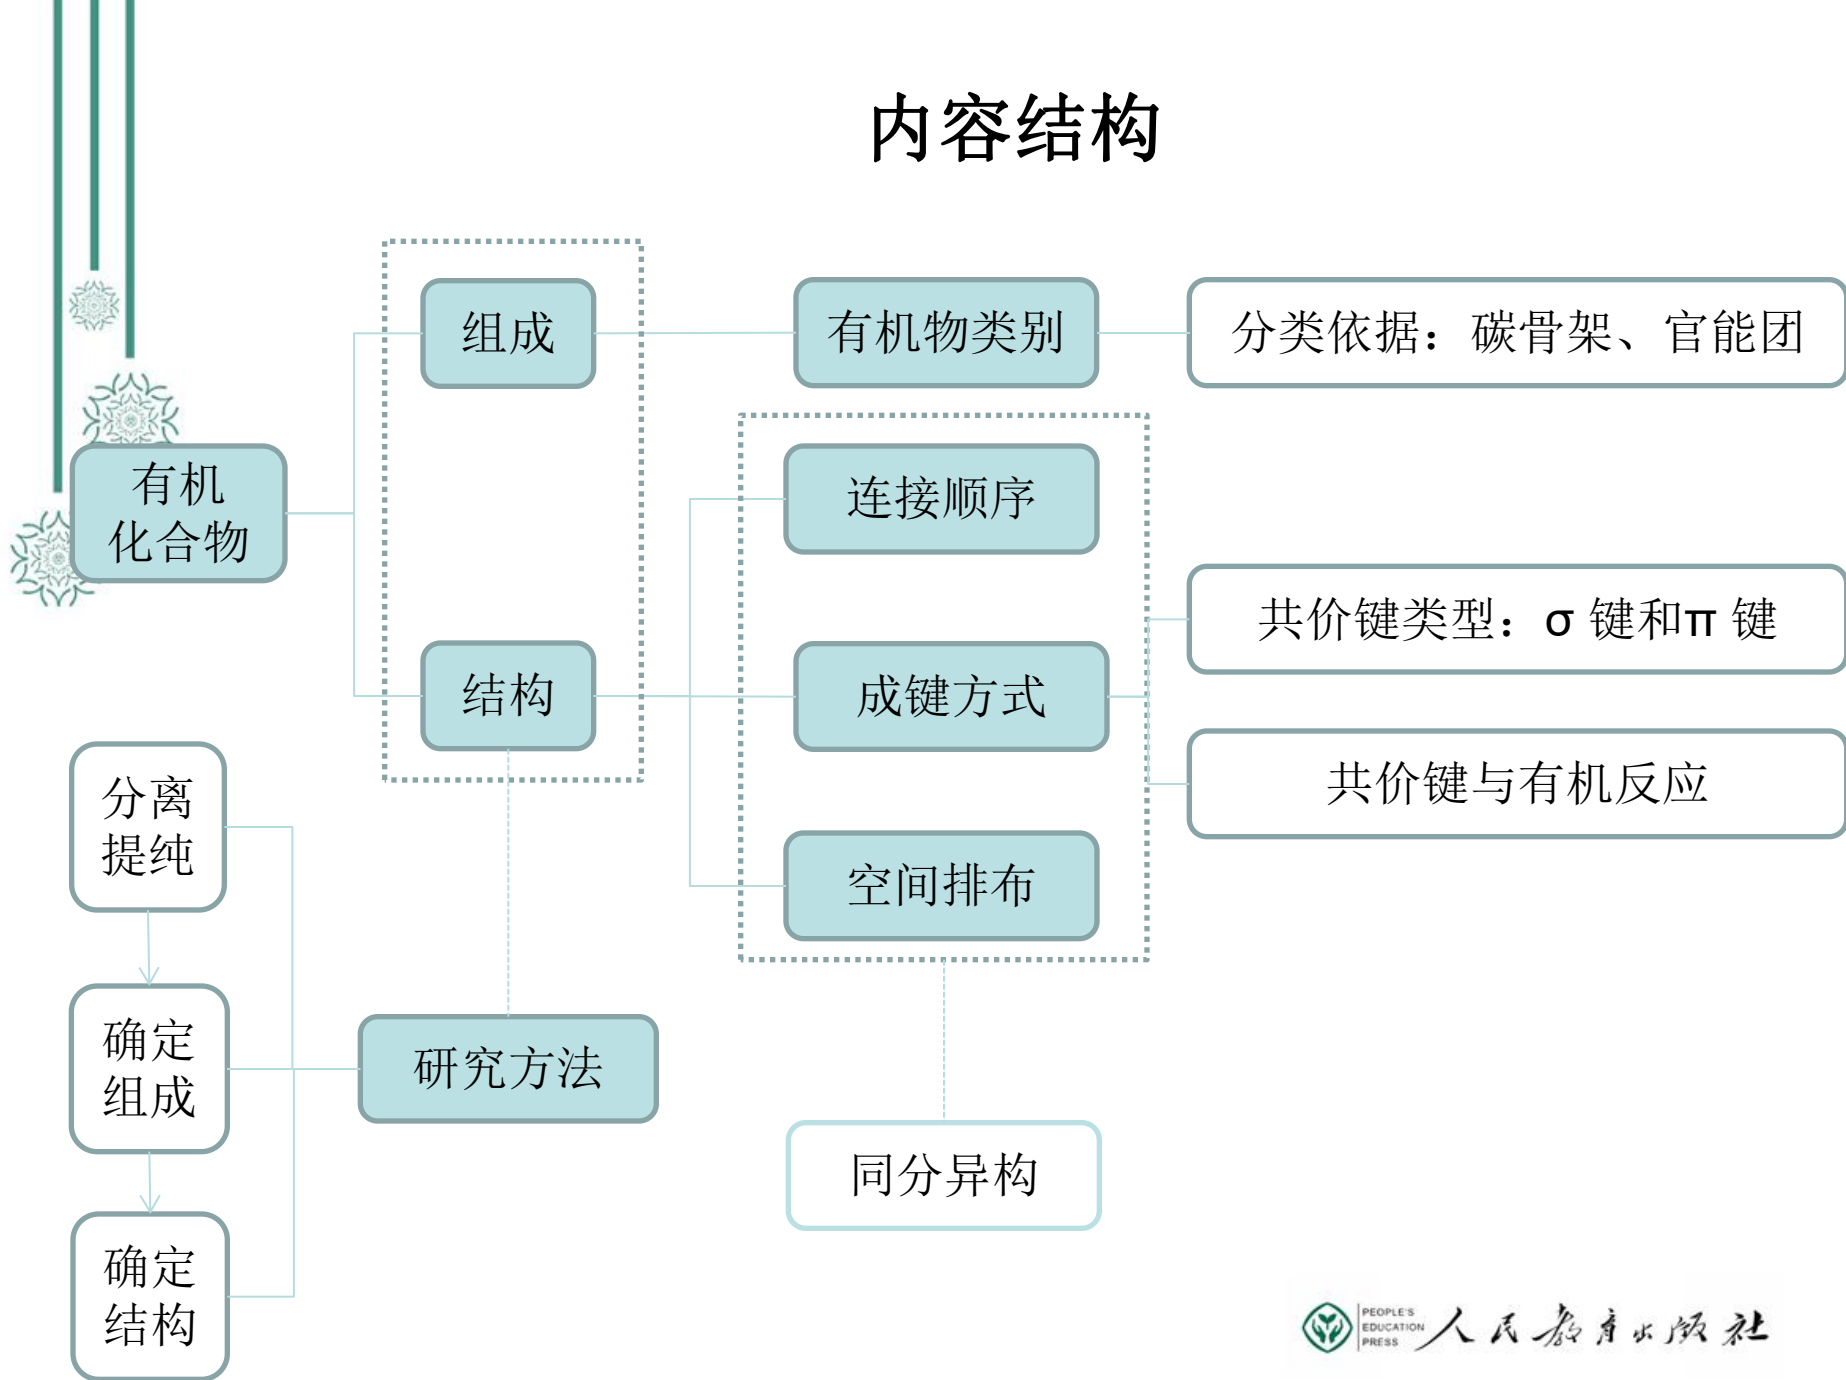 内容结构
组成
有机物类别
分类依据：碳骨架、官能团
有机
化合物
连接顺序
共价键类型：σ 键和π 键
结构
成键方式
共价键与有机反应
分离
提纯
空间排布
确定
组成
研究方法
同分异构
确定
结构
PEOPLE'S
EDUCATION
PRESS
人民教育出版社